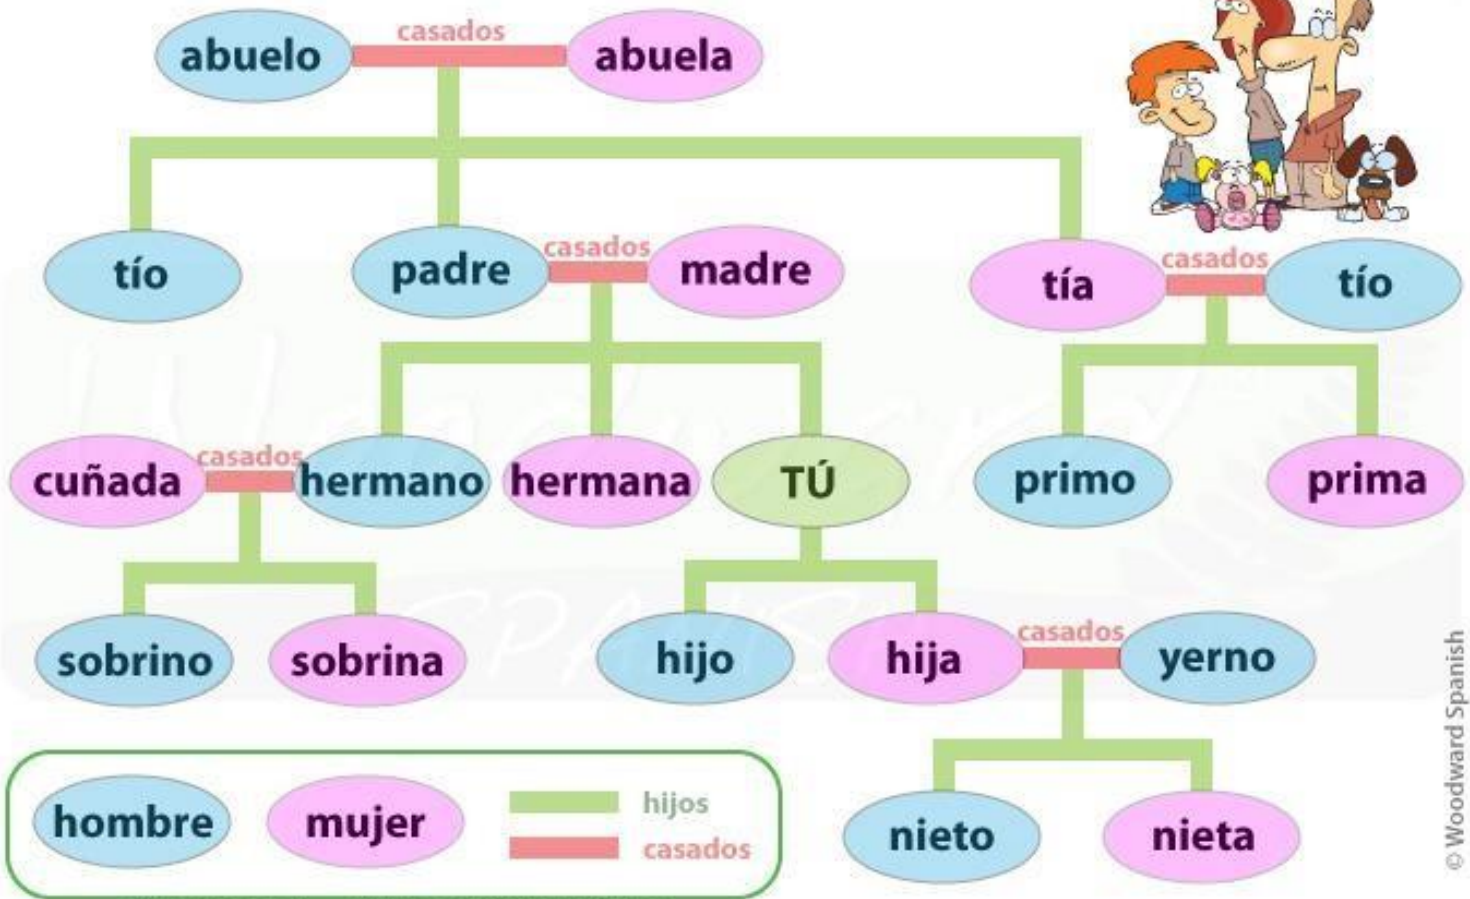 casados
abuelo abuela
casados casados
tío padre madre tía tío
casados
cuñada hermano hermana TÚ primo prima
casados
sobrino sobrina hijo hija yerno
hombre mujer hijos
casados
nieto nieta
© Woodward Spanish
SPANISH